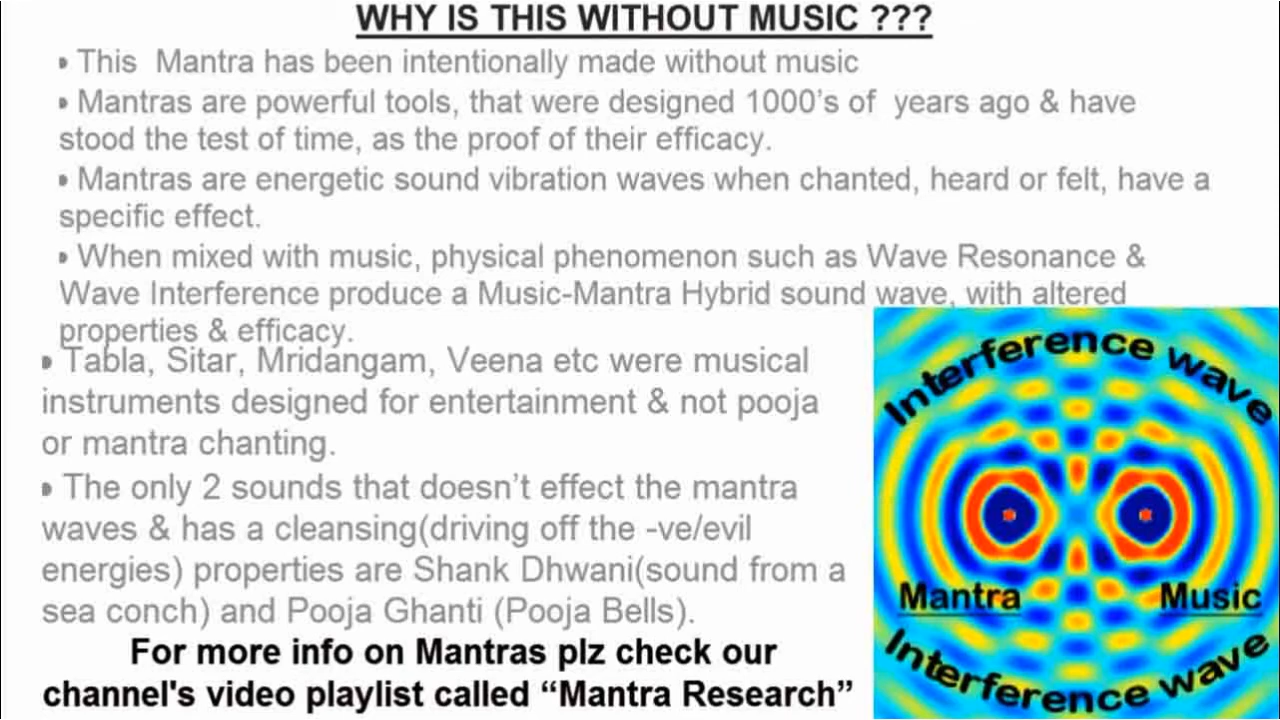 WHY IS THIS WITHOUT MUSIC ???
• This  Mantra has been intentionally made without music
• Mantras are powerful tools, that were designed 1000’s of  years ago & have
stood the test of time, as the proof of their efficacy.
• Mantras are energetic sound vibration waves when chanted, heard or felt, have a
specific effect.
• When mixed with music, physical phenomenon such as Wave Resonance &
Wave Interference produce a Music-Mantra Hybrid sound wave, with altered
properties & efficacy.
• Tabla, Sitar, Mridangam, Veena etc were musical
instruments designed for entertainment & not pooja
or mantra chanting.
• The only 2 sounds that doesn’t effect the mantra
waves & has a cleansing(driving off the -ve/evil
energies) properties are Shank Dhwani(sound from a
sea conch) and Pooja Ghanti (Pooja Bells).
For more info on Mantras plz check our
channel's video playlist called “Mantra Research”
Interference wave
Mantra
Music
Interference wave